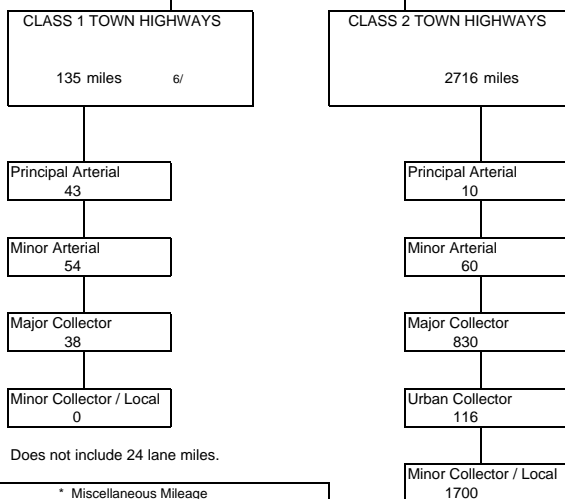 CLASS 1 TOWN HIGHWAYS
135 miles 6/
Principal Arterial
43
Minor Arterial
54
Major Collector
38
Minor Collector / Local
0
Does not include 24 lane miles.
* Miscellaneous Mileage
CLASS 2 TOWN HIGHWAYS
2716 miles
Principal Arterial
10
Minor Arterial
60
Major Collector
830
Urban Collector
116
Minor Collector / Local
1700